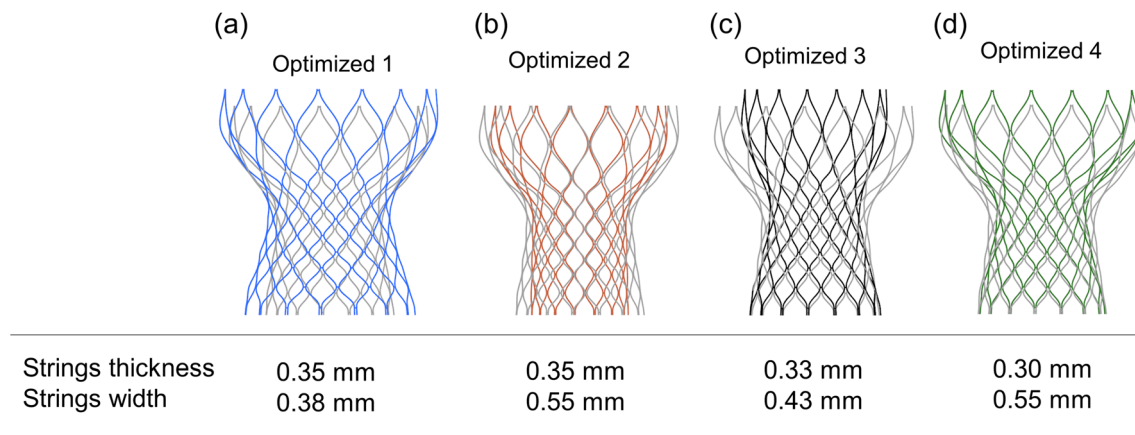 (a) (b) (c) (d)
Optimized 1 Optimized 2 Optimized 3 Optimized 4
Strings thickness 0.35 mm 0.35 mm 0.33 mm 0.30 mm
Strings width 0.38 mm 0.55 mm 0.43 mm 0.55 mm